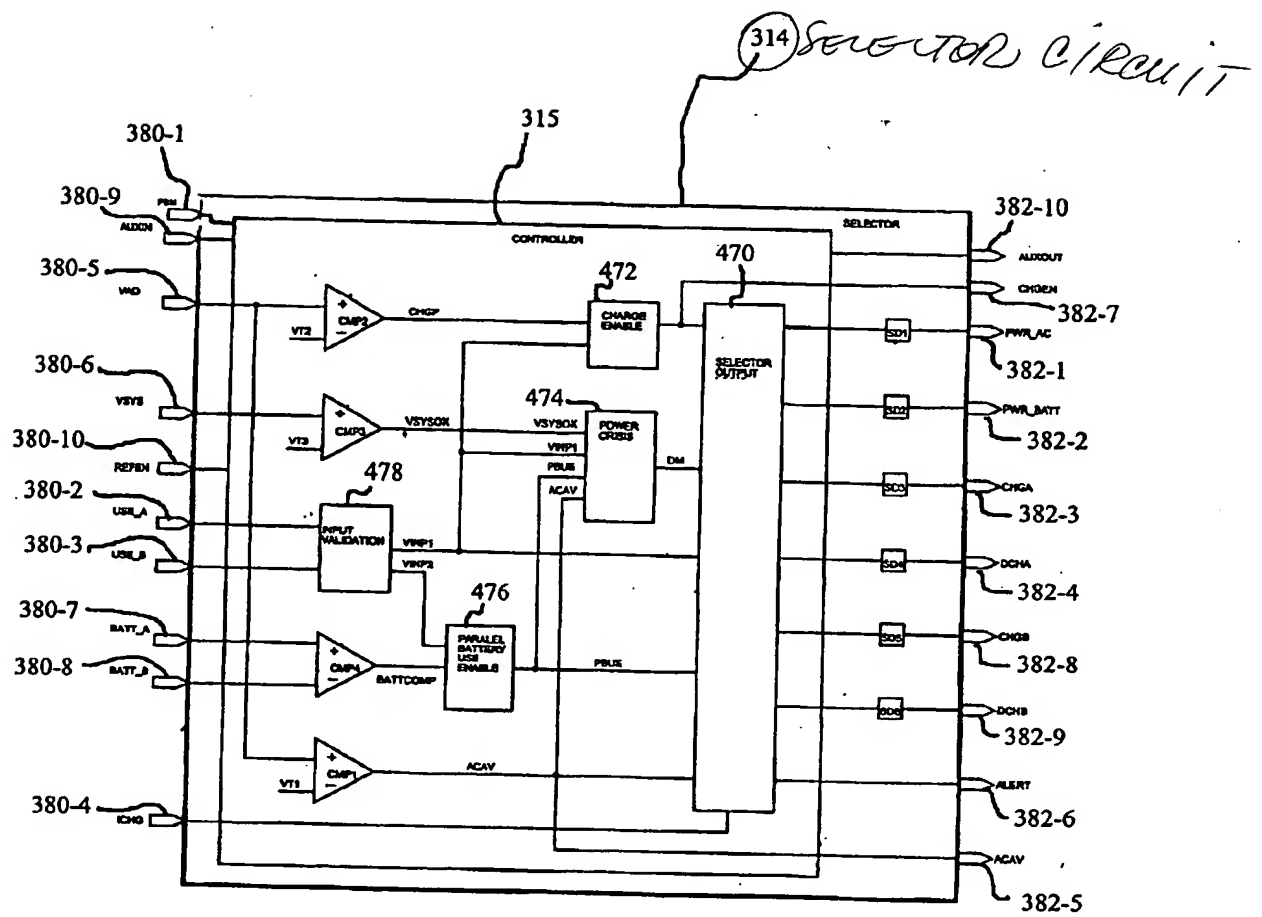 314 SELECTOR CIRCUIT
380-1
315
380-9
PSM
AUXIN
SELECTOR
382-10
AUXOUT
CONTROLLER
470
380-5
VAD
472
CHGEN
382-7
CMP2
CHGP
CHARGE ENABLE
VT2
SD1
PWR_AC
382-1
SELECTOR OUTPUT
380-6
VSYS
474
SD2
PWR_BATT
382-2
CMP3
VSYSOK
VSYSOK
POWER CRISIS
VT3
VINP1
DM
PBUS
ACAV
380-10
REFEN
478
SD3
CHGA
382-3
380-2
USE_A
INPUT VALIDATION
VINP1
VINP2
380-3
USE_B
SD4
DCHA
382-4
476
380-7
BATT_A
PARALEL BATTERY USE ENABLE
SD5
CHGB
382-8
CMP4
BATTCOMP
PBUS
380-8
BATT_B
SD6
DCHB
382-9
CMP1
ACAV
VT1
ALERT
382-6
380-4
ICHG
ACAV
382-5